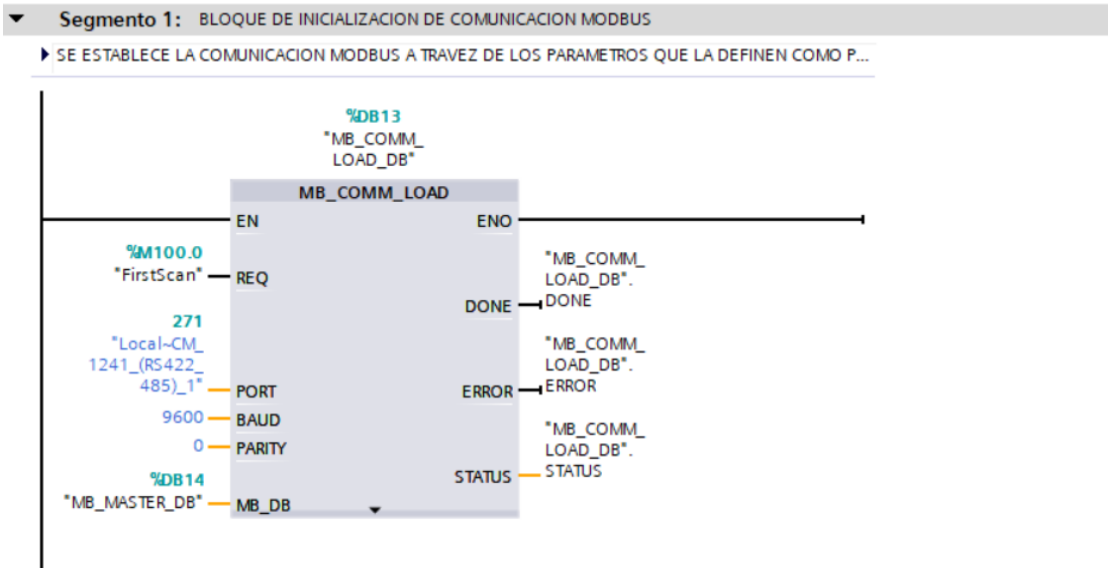 Segmento 1: BLOQUE DE INICIALIZACION DE COMUNICACION MODBUS
SE ESTABLECE LA COMUNICACION MODBUS A TRAVEZ DE LOS PARAMETROS QUE LA DEFINEN COMO P...
%DB13
"MB_COMM_
LOAD_DB"
MB_COMM_LOAD
EN
ENO
%M100.0
"FirstScan"
REQ
"MB_COMM_
LOAD_DB".
DONE
DONE
271
"Local~CM_
1241_(RS422_
485)_1"
PORT
"MB_COMM_
LOAD_DB".
ERROR
ERROR
9600
BAUD
0
PARITY
"MB_COMM_
LOAD_DB".
STATUS
STATUS
%DB14
"MB_MASTER_DB"
MB_DB